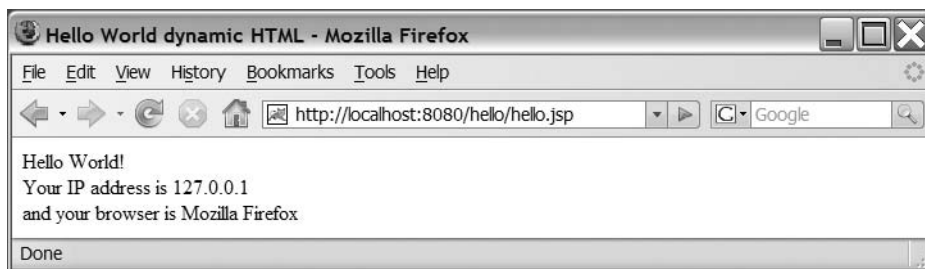 Hello World dynamic HTML - Mozilla Firefox
File Edit View History Bookmarks Tools Help
http://localhost:8080/hello/hello.jsp G Google
Hello World!
Your IP address is 127.0.0.1
and your browser is Mozilla Firefox
Done